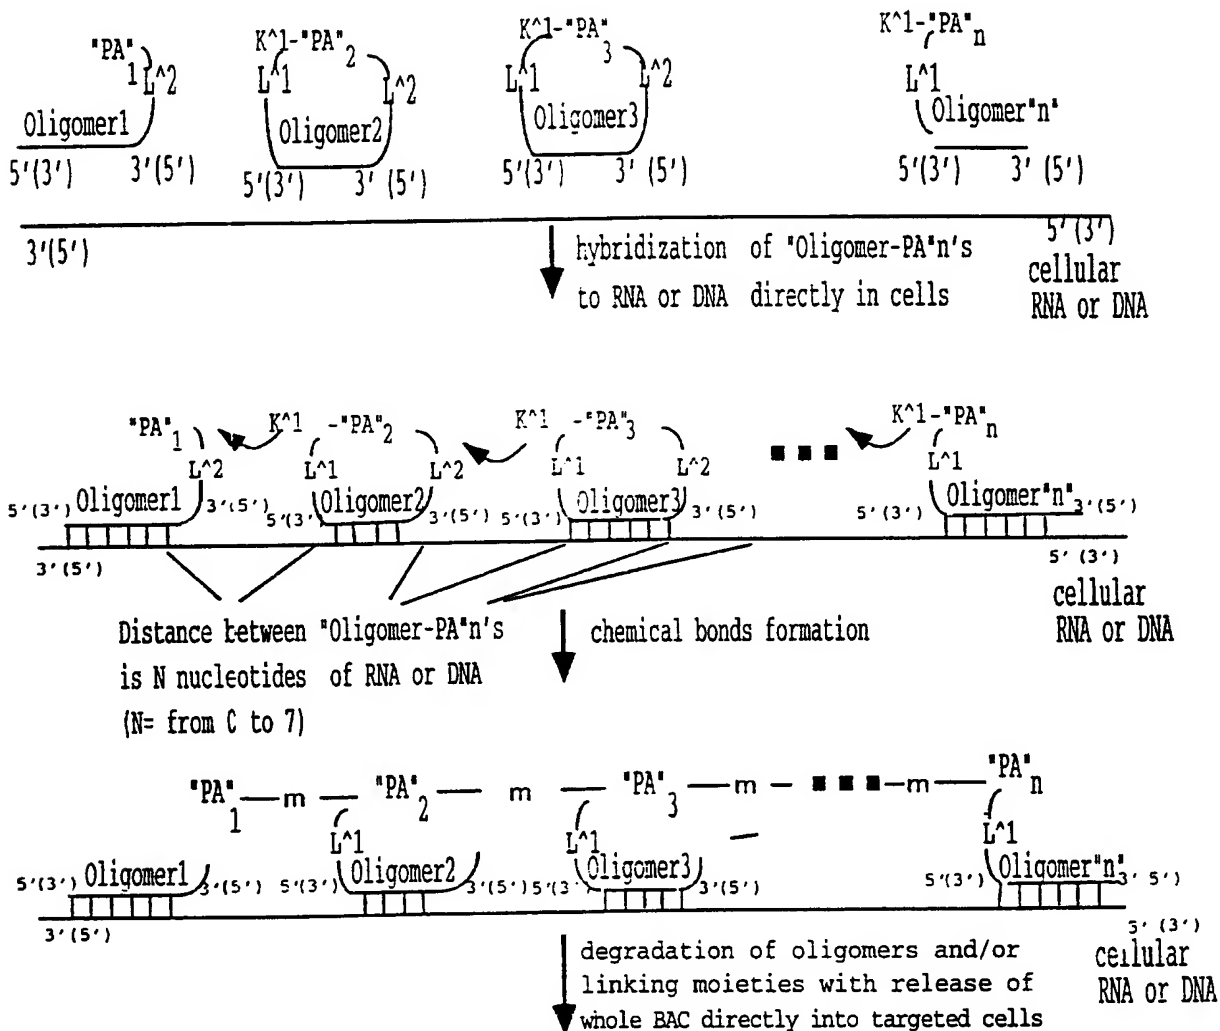 "PA"1 K^1-"PA"2 K^1-"PA"3 K^1-"PA"n
L^2 L^1 L^2 L^1 L^2 L^1
Oligomer1 Oligomer2 Oligomer3 Oligomer"n"
5'(3') 3'(5') 5'(3') 3' (5') 5'(3') 3' (5') 5'(3') 3' (5')
3'(5') 5'(3')
hybridization of "Oligomer-PA"n's
to RNA or DNA directly in cells
cellular
RNA or DNA
"PA"1 K^1 -"PA"2 K^1 -"PA"3 K^1-"PA"n
L^2 L^1 L^2 L^1 L^2 L^1
5'(3') Oligomer1 3'(5') 5'(3') Oligomer2 3'(5') 5'(3') Oligomer3 3'(5') 5'(3') Oligomer"n" 3'(5')
3'(5') 5' (3')
cellular
RNA or DNA
Distance between "Oligomer-PA"n's
is N nucleotides of RNA or DNA
(N= from C to 7)
chemical bonds formation
"PA"1 m "PA"2 m "PA"3 m m "PA"n
L^1 L^1 L^1
5'(3') Oligomer1 3'(5') 5'(3') Oligomer2 3'(5') 5'(3') Oligomer3 3'(5') 5'(3') Oligomer"n" 3' 5')
3'(5') 5' (3')
cellular
RNA or DNA
degradation of oligomers and/or
linking moieties with release of
whole BAC directly into targeted cells